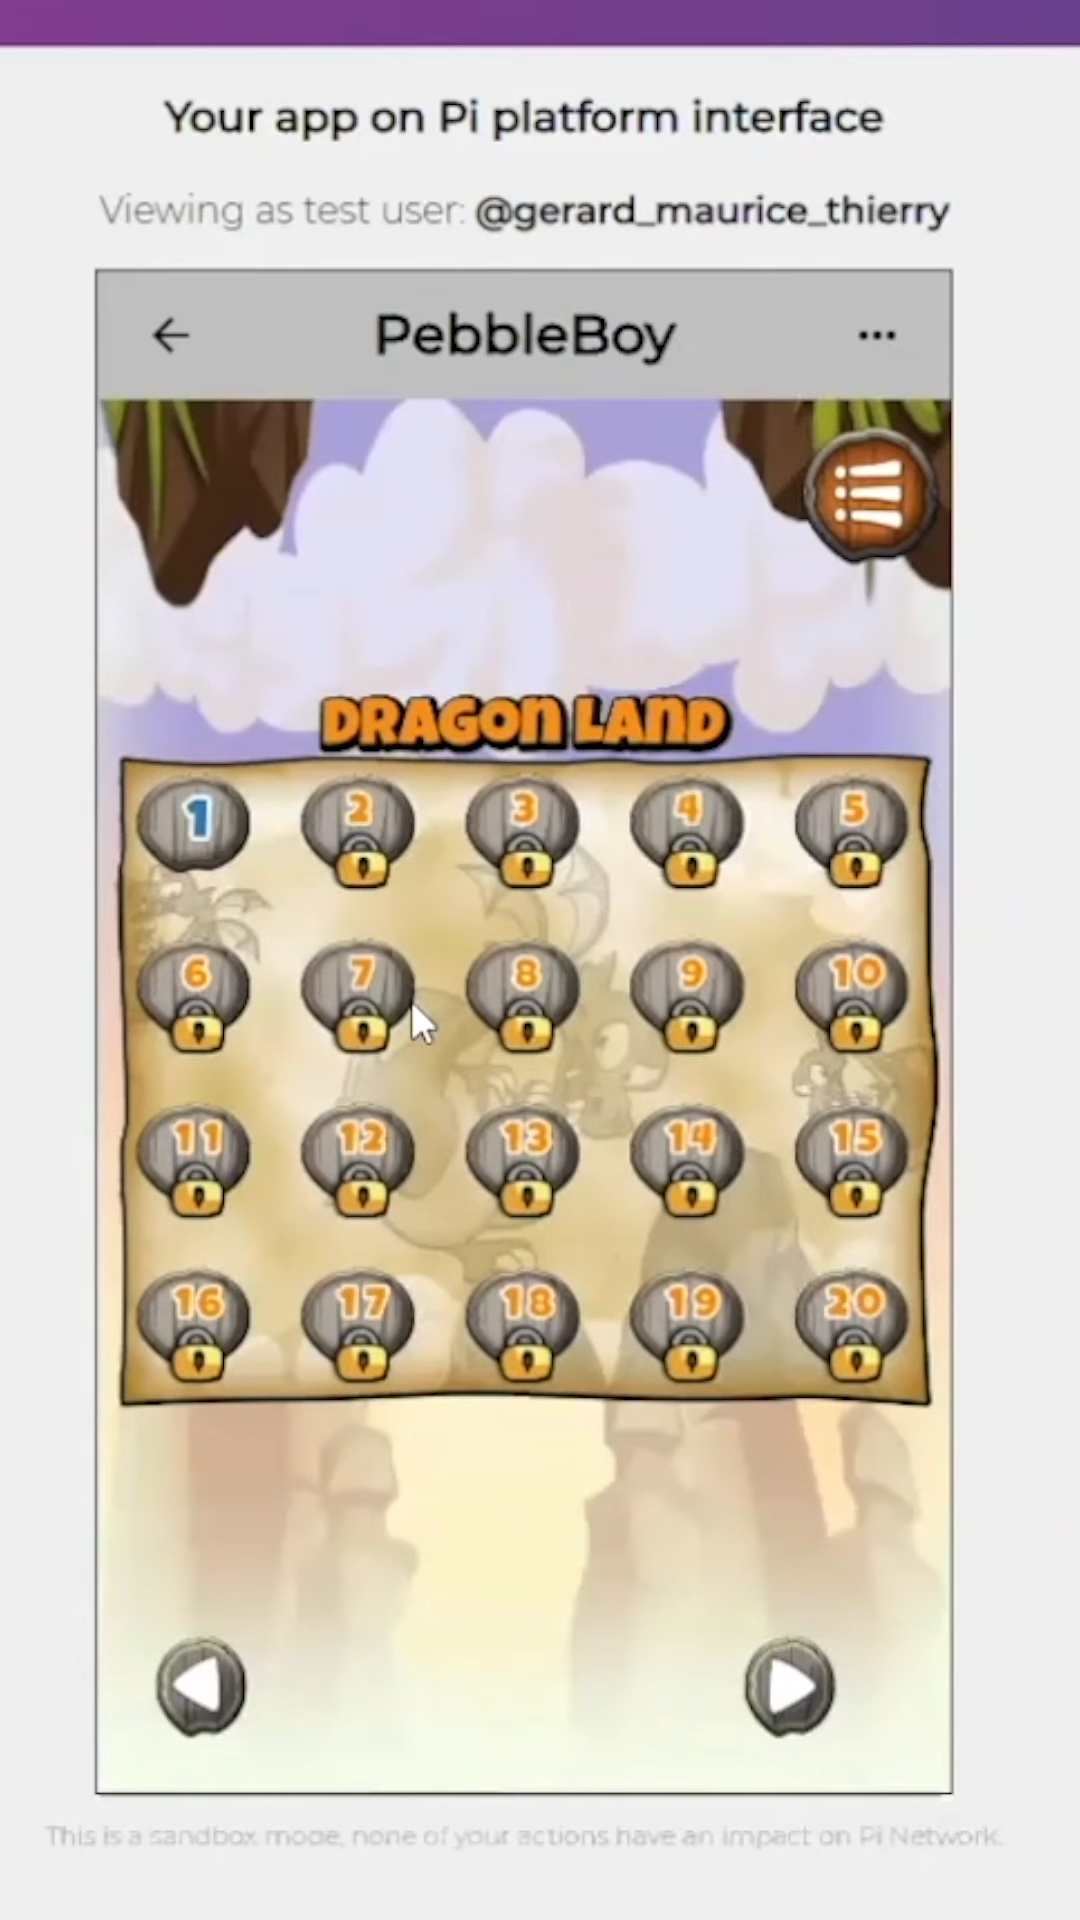 Your app on Pi platform interface
Viewing as test user: @gerard_maurice_thierry
PebbleBoy
DRAGON LAND
1 2 3 4 5
6 7 8 9 10
11 12 13 14 15
16 17 18 19 20
This is a sandbox mode, none of your actions have an impact on Pi Network.